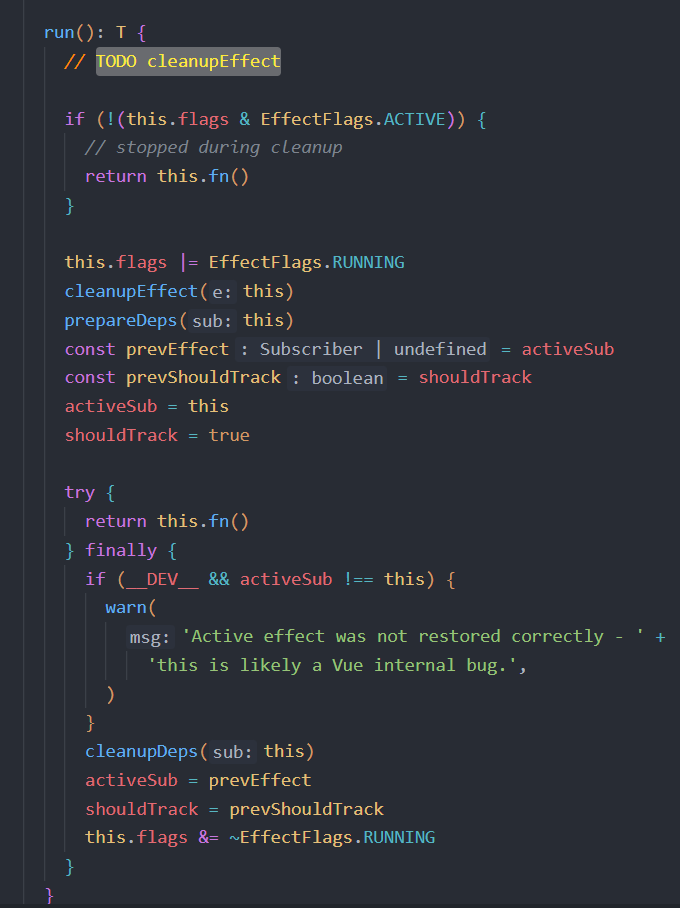 run(): T {
// TODO cleanupEffect
if (!(this.flags & EffectFlags.ACTIVE)) {
// stopped during cleanup
return this.fn()
}
this.flags |= EffectFlags.RUNNING
cleanupEffect( e: this)
prepareDeps( sub: this)
const prevEffect : Subscriber | undefined = activeSub
const prevShouldTrack : boolean = shouldTrack
activeSub = this
shouldTrack = true
try {
return this.fn()
} finally {
if (__DEV__ && activeSub !== this) {
warn(
msg: 'Active effect was not restored correctly - ' +
'this is likely a Vue internal bug.',
)
}
cleanupDeps( sub: this)
activeSub = prevEffect
shouldTrack = prevShouldTrack
this.flags &= ~EffectFlags.RUNNING
}
}